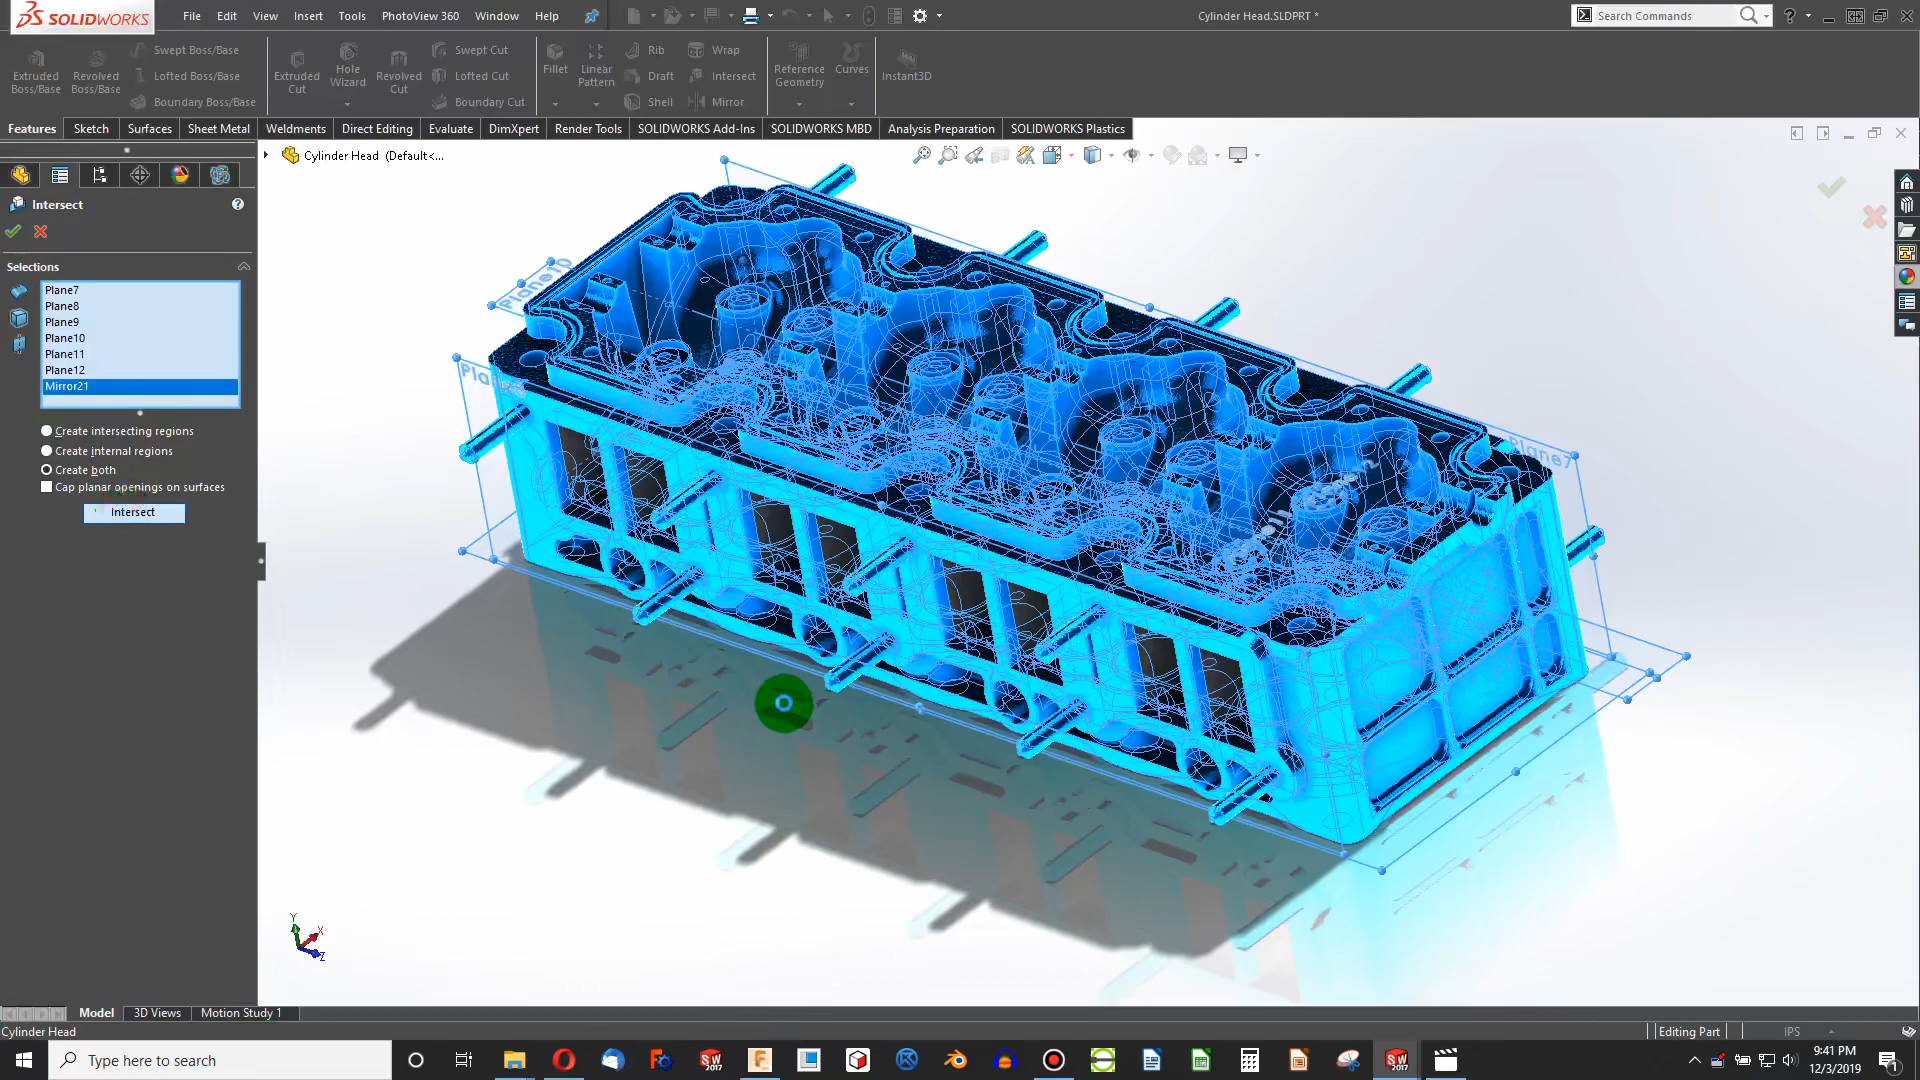 SOLIDWORKS
File Edit View Insert Tools PhotoView 360 Window Help
Cylinder Head.SLDPRT *
Search Commands
Extruded Boss/Base
Revolved Boss/Base
Swept Boss/Base
Lofted Boss/Base
Boundary Boss/Base
Extruded Cut
Hole Wizard
Revolved Cut
Swept Cut
Lofted Cut
Boundary Cut
Fillet
Linear Pattern
Rib
Draft
Shell
Wrap
Intersect
Mirror
Reference Geometry
Curves
Instant3D
Features Sketch Surfaces Sheet Metal Weldments Direct Editing Evaluate DimXpert Render Tools SOLIDWORKS Add-Ins SOLIDWORKS MBD Analysis Preparation SOLIDWORKS Plastics
Cylinder Head (Default<...
Intersect
Selections
Plane7
Plane8
Plane9
Plane10
Plane11
Plane12
Mirror21
Create intersecting regions
Create internal regions
Create both
Cap planar openings on surfaces
Intersect
Plane10
Plane7
Y
X
Z
Model 3D Views Motion Study 1
Cylinder Head
Editing Part
IPS
Type here to search
9:41 PM
12/3/2019